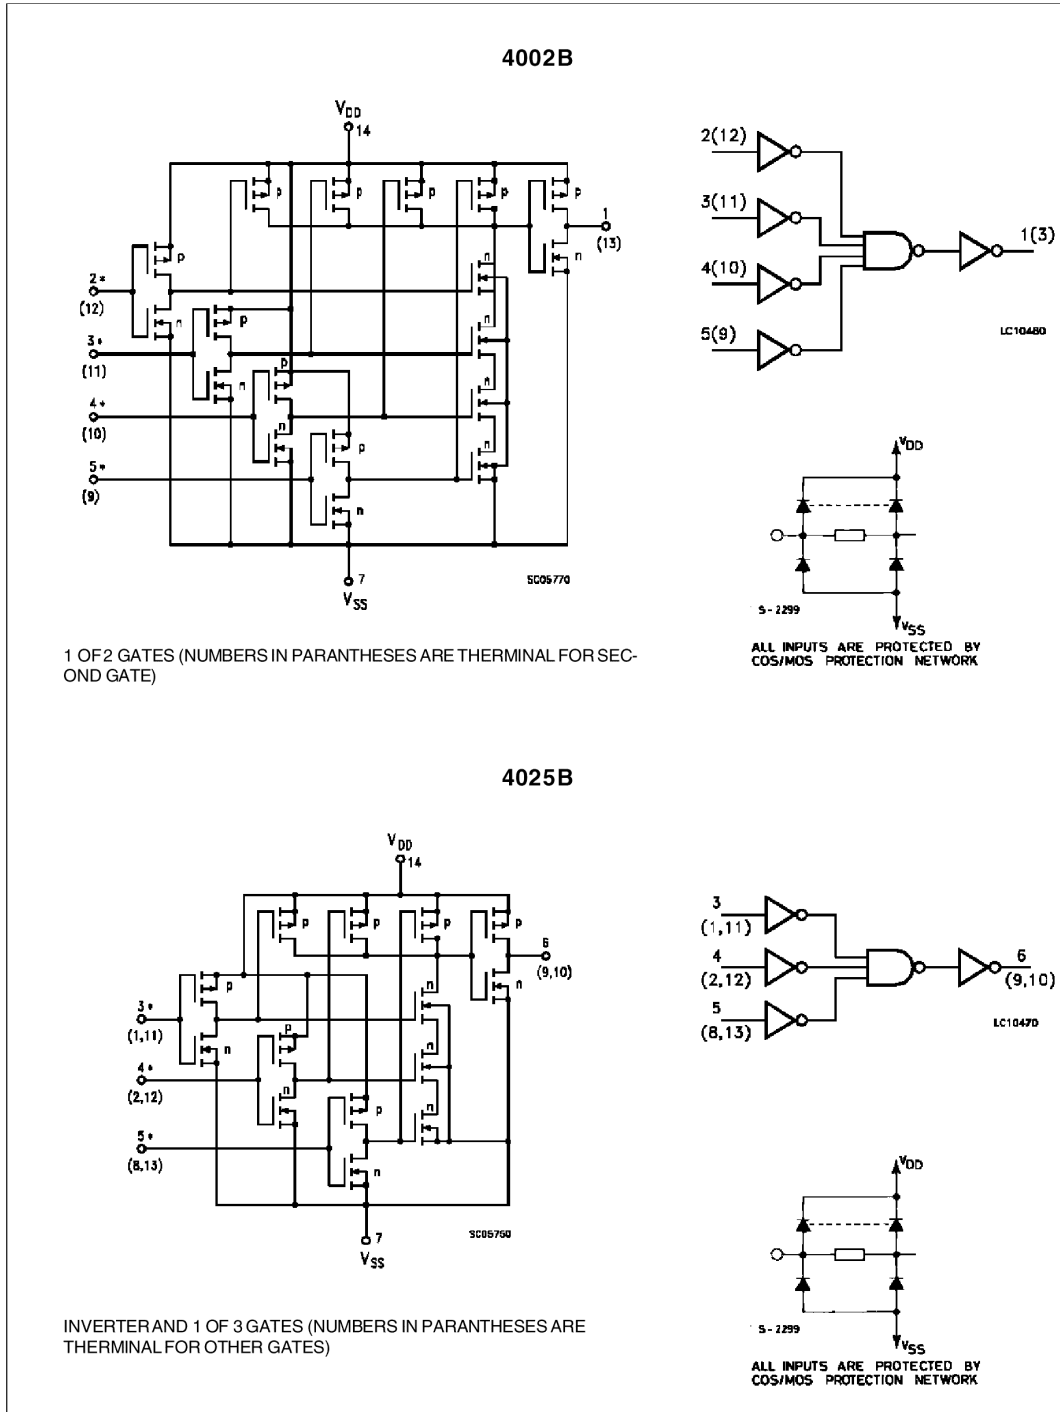 4002B
VDD
14
p
p
p
p
p
1
(13)
n
p
2*
(12)
n
n
3*
(11)
p
n
n
p
n
4*
(10)
n
n
5*
(9)
p
n
7
VSS
SC05770
2(12)
3(11)
4(10)
5(9)
1(3)
LC10460
VDD
VSS
S-2299
ALL INPUTS ARE PROTECTED BY
COS/MOS PROTECTION NETWORK
1 OF 2 GATES (NUMBERS IN PARANTHESES ARE THERMINAL FOR SEC-
OND GATE)
4025B
VDD
14
p
p
p
p
6
(9,10)
n
p
3*
(1,11)
n
n
p
4*
(2,12)
n
n
n
p
5*
(8,13)
n
7
VSS
SC05760
3
(1,11)
4
(2,12)
5
(8,13)
6
(9,10)
LC10470
VDD
VSS
S-2299
ALL INPUTS ARE PROTECTED BY
COS/MOS PROTECTION NETWORK
INVERTER AND 1 OF 3 GATES (NUMBERS IN PARANTHESES ARE
THERMINAL FOR OTHER GATES)